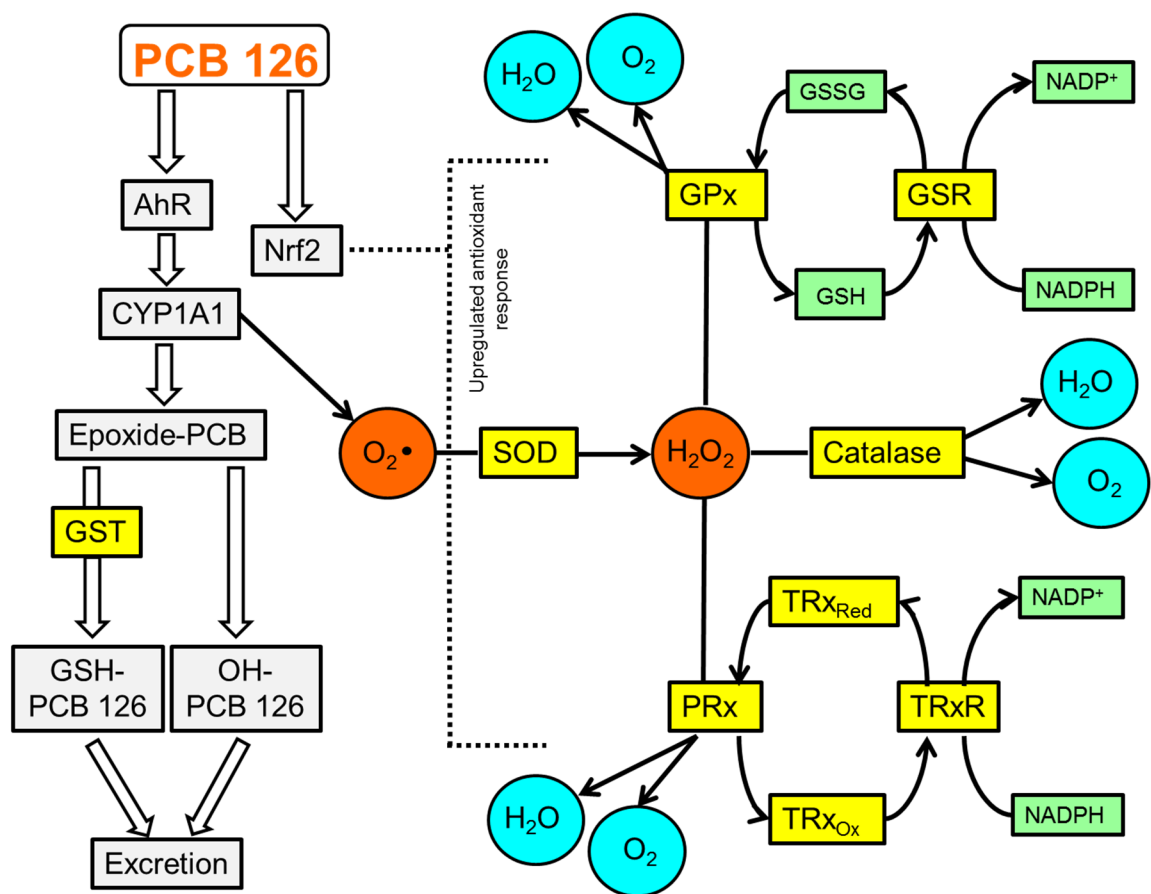 PCB 126
AhR
Nrf2
CYP1A1
Epoxide-PCB
GST
GSH-
PCB 126
OH-
PCB 126
Excretion
Upregulated antioxidant
response
O₂•
SOD
H₂O₂
H₂O
O₂
GPx
GSSG
GSH
GSR
NADP⁺
NADPH
Catalase
H₂O
O₂
PRx
TRxRed
TRxOx
TRxR
NADP⁺
NADPH
H₂O
O₂